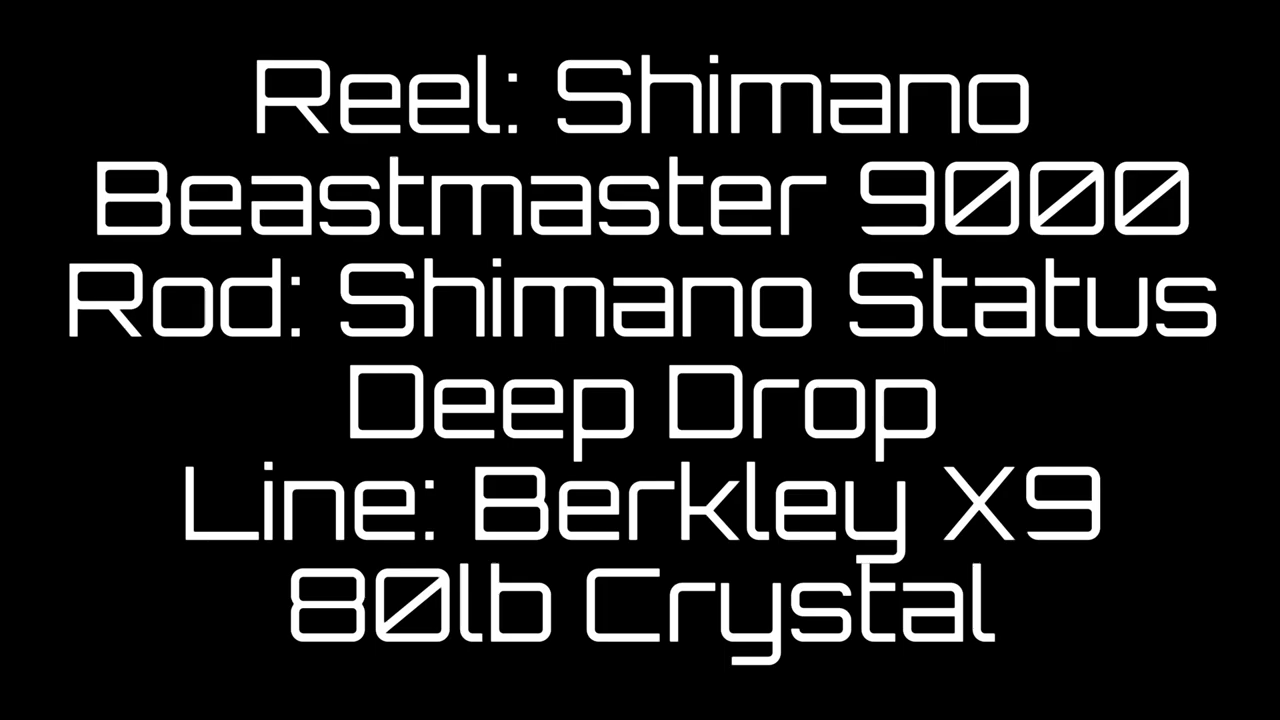 Reel: Shimano
Beastmaster 9000
Rod: Shimano Status
Deep Drop
Line: Berkley X9
80lb Crystal